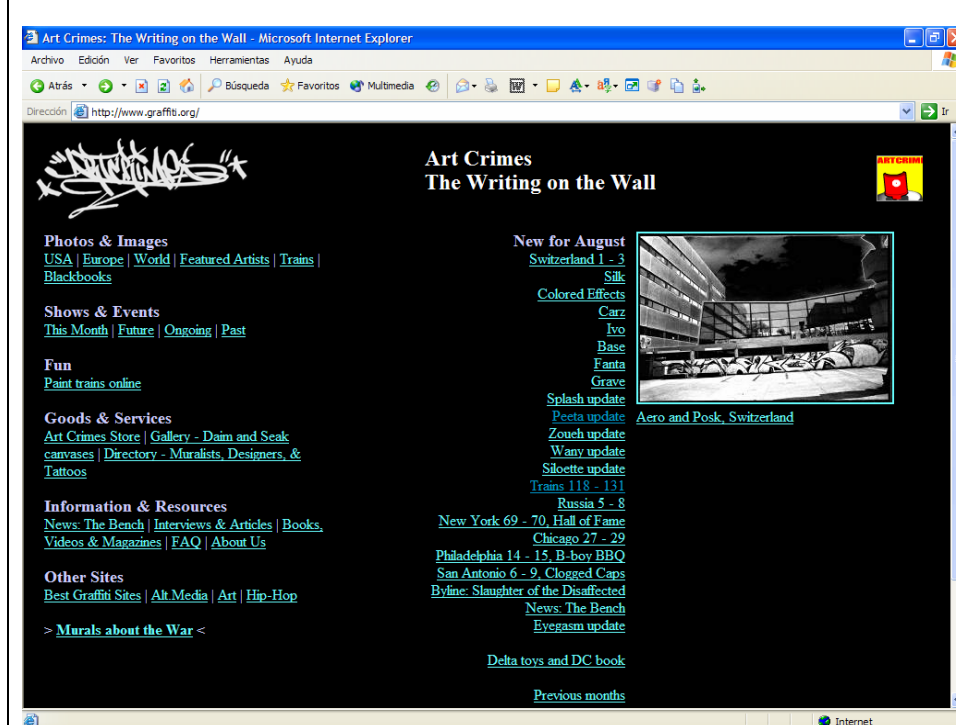 Art Crimes: The Writing on the Wall - Microsoft Internet Explorer
Archivo Edición Ver Favoritos Herramientas Ayuda
Atrás Búsqueda Favoritos Multimedia
Dirección http://www.graffiti.org/ Ir
ARTCRIMES
Art Crimes
The Writing on the Wall
ARTCRIM
Photos & Images
USA | Europe | World | Featured Artists | Trains |
Blackbooks
Shows & Events
This Month | Future | Ongoing | Past
Fun
Paint trains online
Goods & Services
Art Crimes Store | Gallery - Daim and Seak
canvases | Directory - Muralists, Designers, &
Tattoos
Information & Resources
News: The Bench | Interviews & Articles | Books,
Videos & Magazines | FAQ | About Us
Other Sites
Best Graffiti Sites | Alt.Media | Art | Hip-Hop
> Murals about the War <
New for August
Switzerland 1 - 3
Silk
Colored Effects
Carz
Ivo
Base
Fanta
Grave
Splash update
Peeta update
Zoueh update
Wany update
Siloette update
Trains 118 - 131
Russia 5 - 8
New York 69 - 70, Hall of Fame
Chicago 27 - 29
Philadelphia 14 - 15, B-boy BBQ
San Antonio 6 - 9, Clogged Caps
Byline: Slaughter of the Disaffected
News: The Bench
Eyegasm update
Delta toys and DC book
Previous months
Aero and Posk, Switzerland
Internet